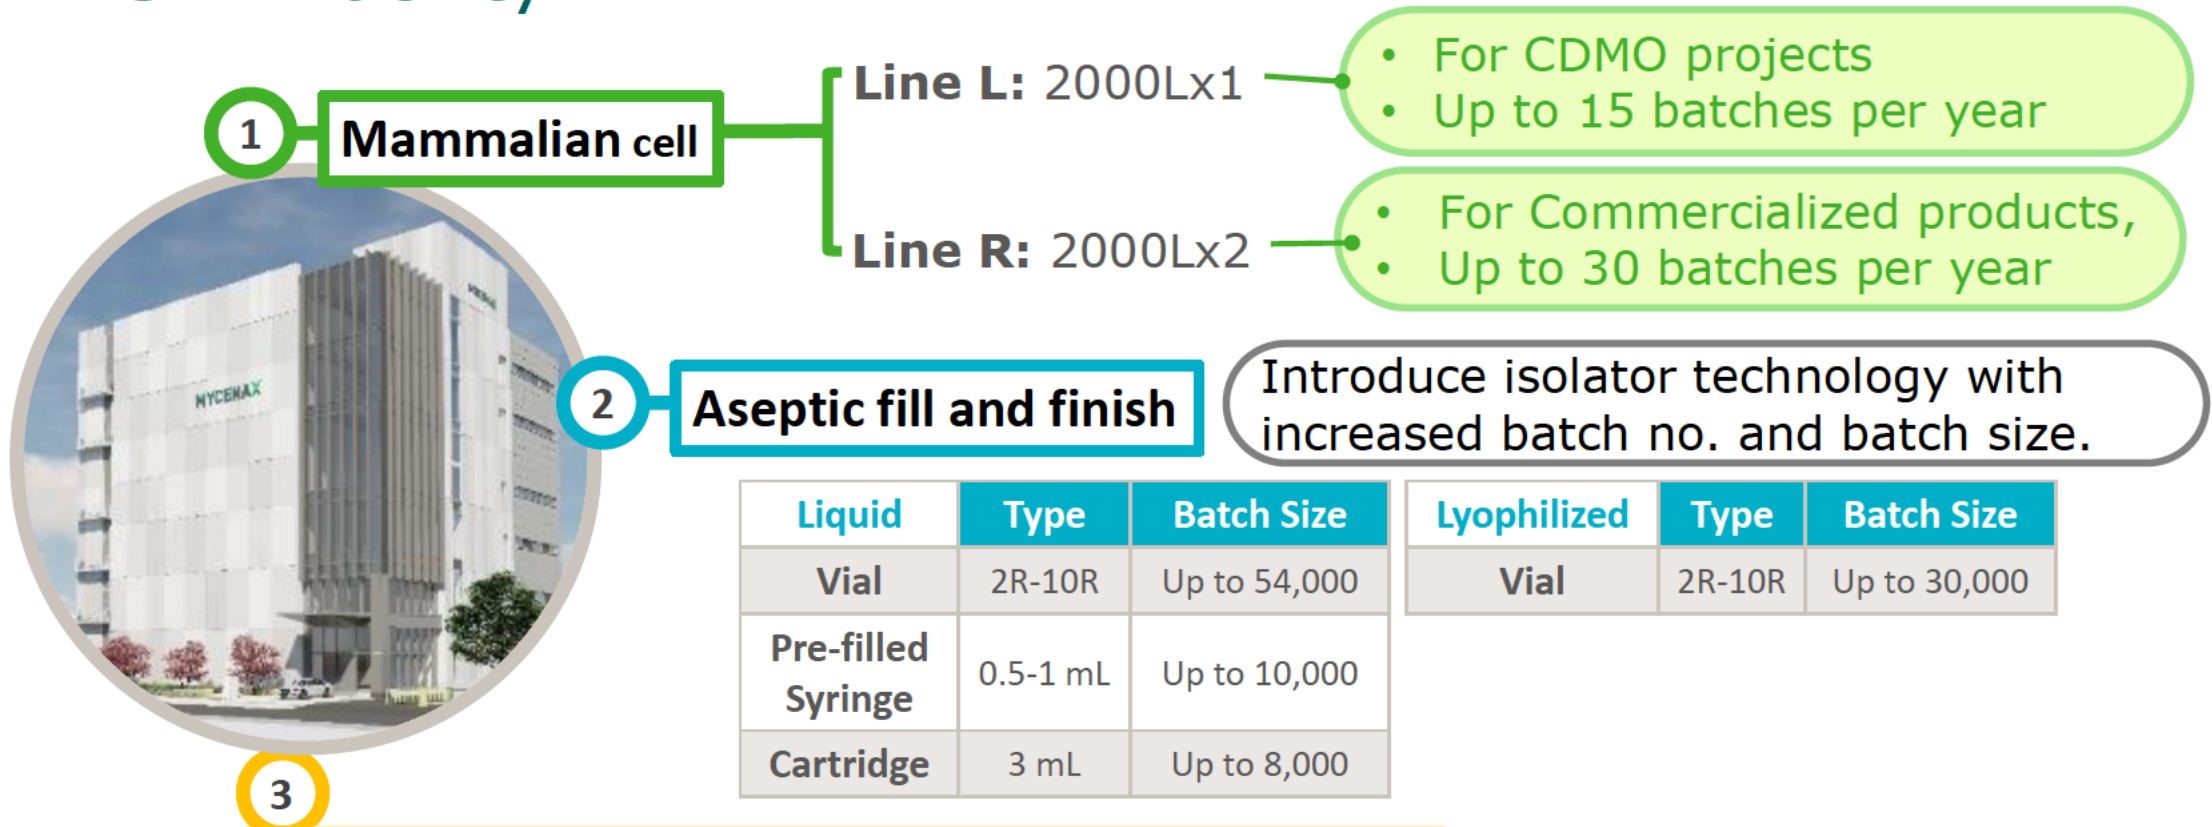 1
Mammalian cell
Line L: 2000Lx1
• For CDMO projects
• Up to 15 batches per year
Line R: 2000Lx2
• For Commercialized products,
• Up to 30 batches per year
MYCENAX
2
Aseptic fill and finish
Introduce isolator technology with
increased batch no. and batch size.
Liquid Type Batch Size
Vial 2R-10R Up to 54,000
Pre-filled
Syringe 0.5-1 mL Up to 10,000
Cartridge 3 mL Up to 8,000
Lyophilized Type Batch Size
Vial 2R-10R Up to 30,000
3